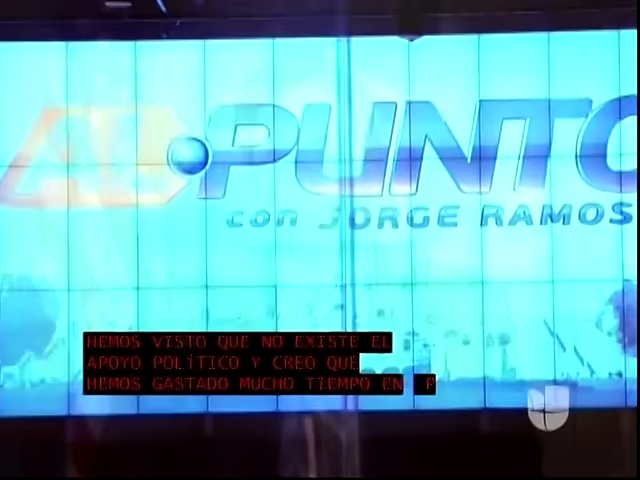 AL PUNTO
con JORGE RAMOS
HEMOS VISTO QUE NO EXISTE EL
APOYO POLÍTICO Y CREO QUE
HEMOS GASTADO MUCHO TIEMPO EN P